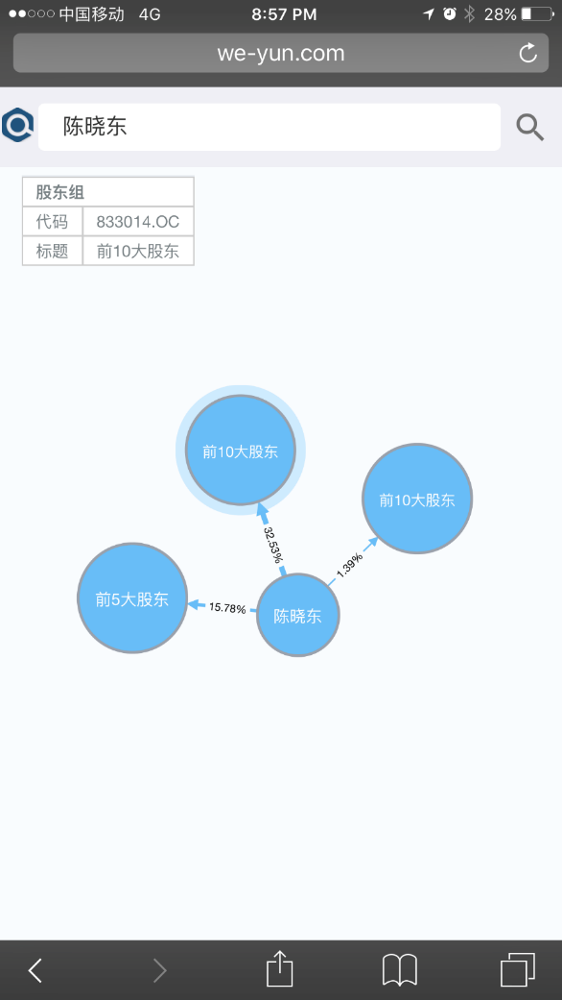 中国移动 4G 8:57 PM 28%
we-yun.com
陈晓东
股东组
代码 833014.OC
标题 前10大股东
前10大股东
前10大股东
32.53%
1.39%
前5大股东
15.78%
陈晓东